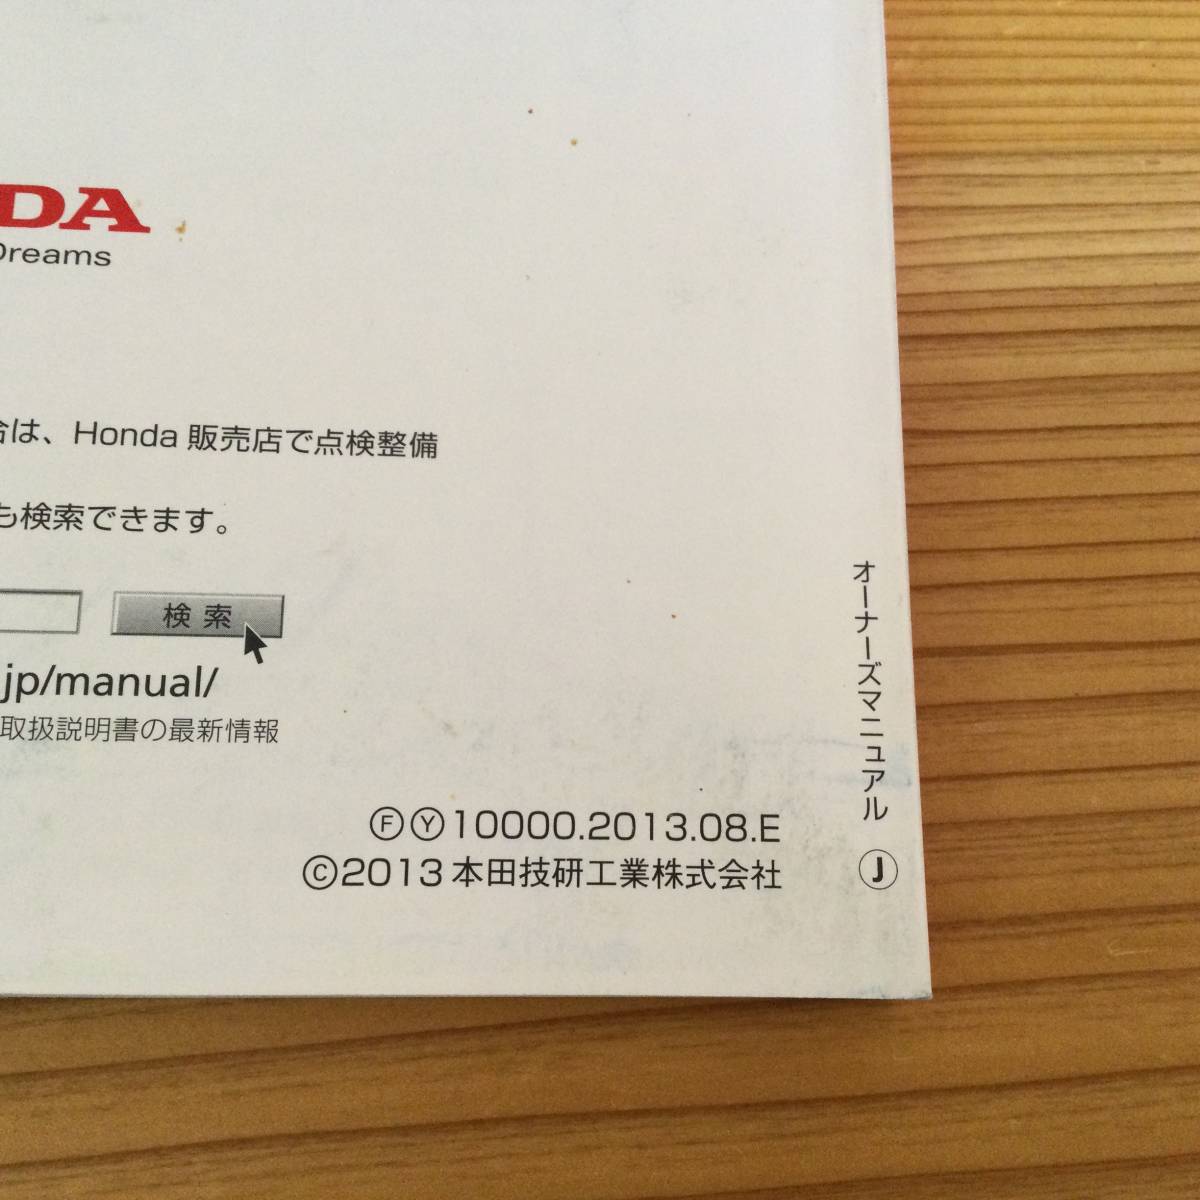 DA
Dreams
合は、Honda 販売店で点検整備
も検索できます。
検索
.jp/manual/
取扱説明書の最新情報
オーナーズマニュアル Ⓙ
ⒻⓎ10000.2013.08.E
©2013 本田技研工業株式会社